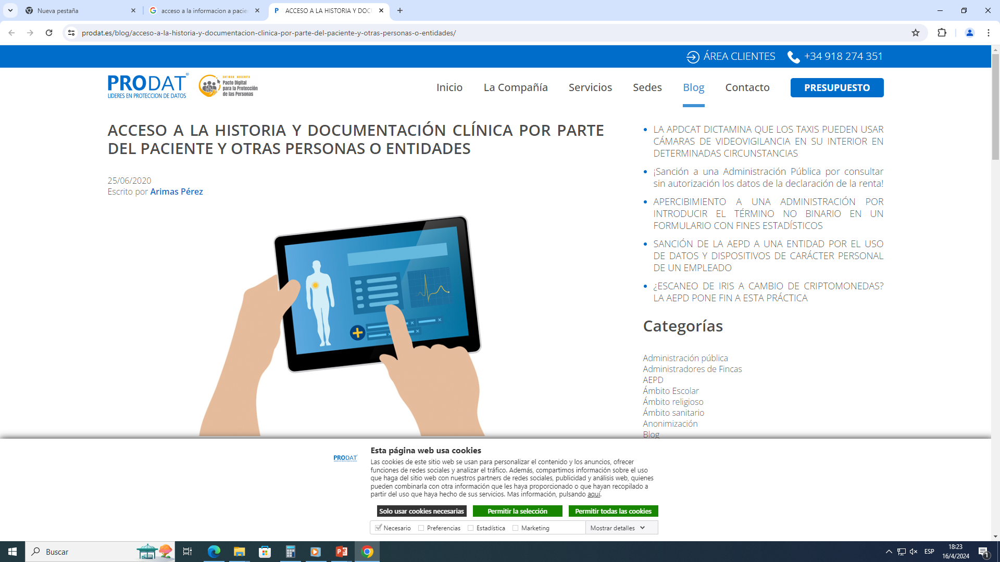 Nueva pestaña
acceso a la informacion a pacie
ACCESO A LA HISTORIA Y DOC
prodat.es/blog/acceso-a-la-historia-y-documentacion-clinica-por-parte-del-paciente-y-otras-personas-o-entidades/
ÁREA CLIENTES +34 918 274 351
PRODAT®
LIDERES EN PROTECCION DE DATOS
ENTIDAD ADSCRITA
Pacto Digital
para la Protección
de las Personas
Inicio La Compañía Servicios Sedes Blog Contacto PRESUPUESTO
ACCESO A LA HISTORIA Y DOCUMENTACIÓN CLÍNICA POR PARTE
DEL PACIENTE Y OTRAS PERSONAS O ENTIDADES
25/06/2020
Escrito por Arimas Pérez
LA APDCAT DICTAMINA QUE LOS TAXIS PUEDEN USAR
CÁMARAS DE VIDEOVIGILANCIA EN SU INTERIOR EN
DETERMINADAS CIRCUNSTANCIAS
¡Sanción a una Administración Pública por consultar
sin autorización los datos de la declaración de la renta!
APERCIBIMIENTO A UNA ADMINISTRACIÓN POR
INTRODUCIR EL TÉRMINO NO BINARIO EN UN
FORMULARIO CON FINES ESTADÍSTICOS
SANCIÓN DE LA AEPD A UNA ENTIDAD POR EL USO
DE DATOS Y DISPOSITIVOS DE CARÁCTER PERSONAL
DE UN EMPLEADO
¿ESCANEO DE IRIS A CAMBIO DE CRIPTOMONEDAS?
LA AEPD PONE FIN A ESTA PRÁCTICA
Categorías
Administración pública
Administradores de Fincas
AEPD
Ámbito Escolar
Ámbito religioso
Ámbito sanitario
Anonimización
Blog
PRODAT
Esta página web usa cookies
Las cookies de este sitio web se usan para personalizar el contenido y los anuncios, ofrecer
funciones de redes sociales y analizar el tráfico. Además, compartimos información sobre el uso
que haga del sitio web con nuestros partners de redes sociales, publicidad y análisis web, quienes
pueden combinarla con otra información que les haya proporcionado o que hayan recopilado a
partir del uso que haya hecho de sus servicios. Mas información, pulsando aquí.
Solo usar cookies necesarias Permitir la selección Permitir todas las cookies
Necesario Preferencias Estadística Marketing Mostrar detalles
Buscar
ESP
18:23
16/4/2024
1